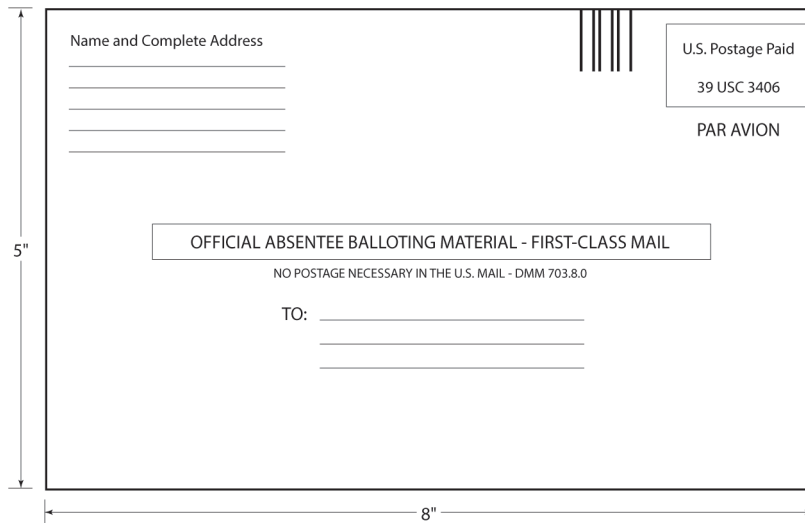 Name and Complete Address
U.S. Postage Paid
39 USC 3406
PAR AVION
OFFICIAL ABSENTEE BALLOTING MATERIAL - FIRST-CLASS MAIL
NO POSTAGE NECESSARY IN THE U.S. MAIL - DMM 703.8.0
TO:
5"
8"